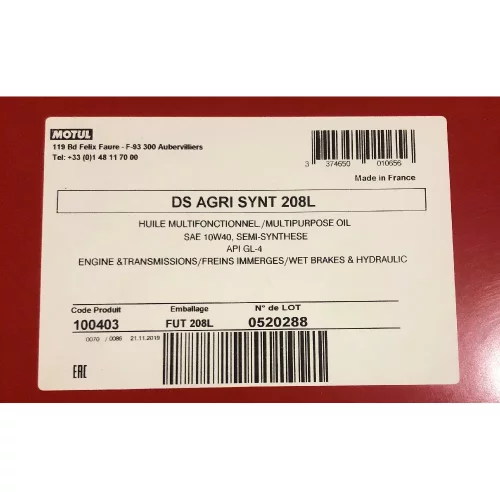 MOTUL
119 Bd Felix Faure - F-93 300 Aubervilliers
Tel: +33 (0)1 48 11 70 00
3 374650 010656
Made in France
DS AGRI SYNT 208L
HUILE MULTIFONCTIONNEL/MULTIPURPOSE OIL
SAE 10W40, SEMI-SYNTHESE
API GL-4
ENGINE &TRANSMISSIONS/FREINS IMMERGES/WET BRAKES & HYDRAULIC
Code Produit Emballage N° de LOT
100403 FUT 208L 0520288
0070 / 0086 21.11.2019
EAC